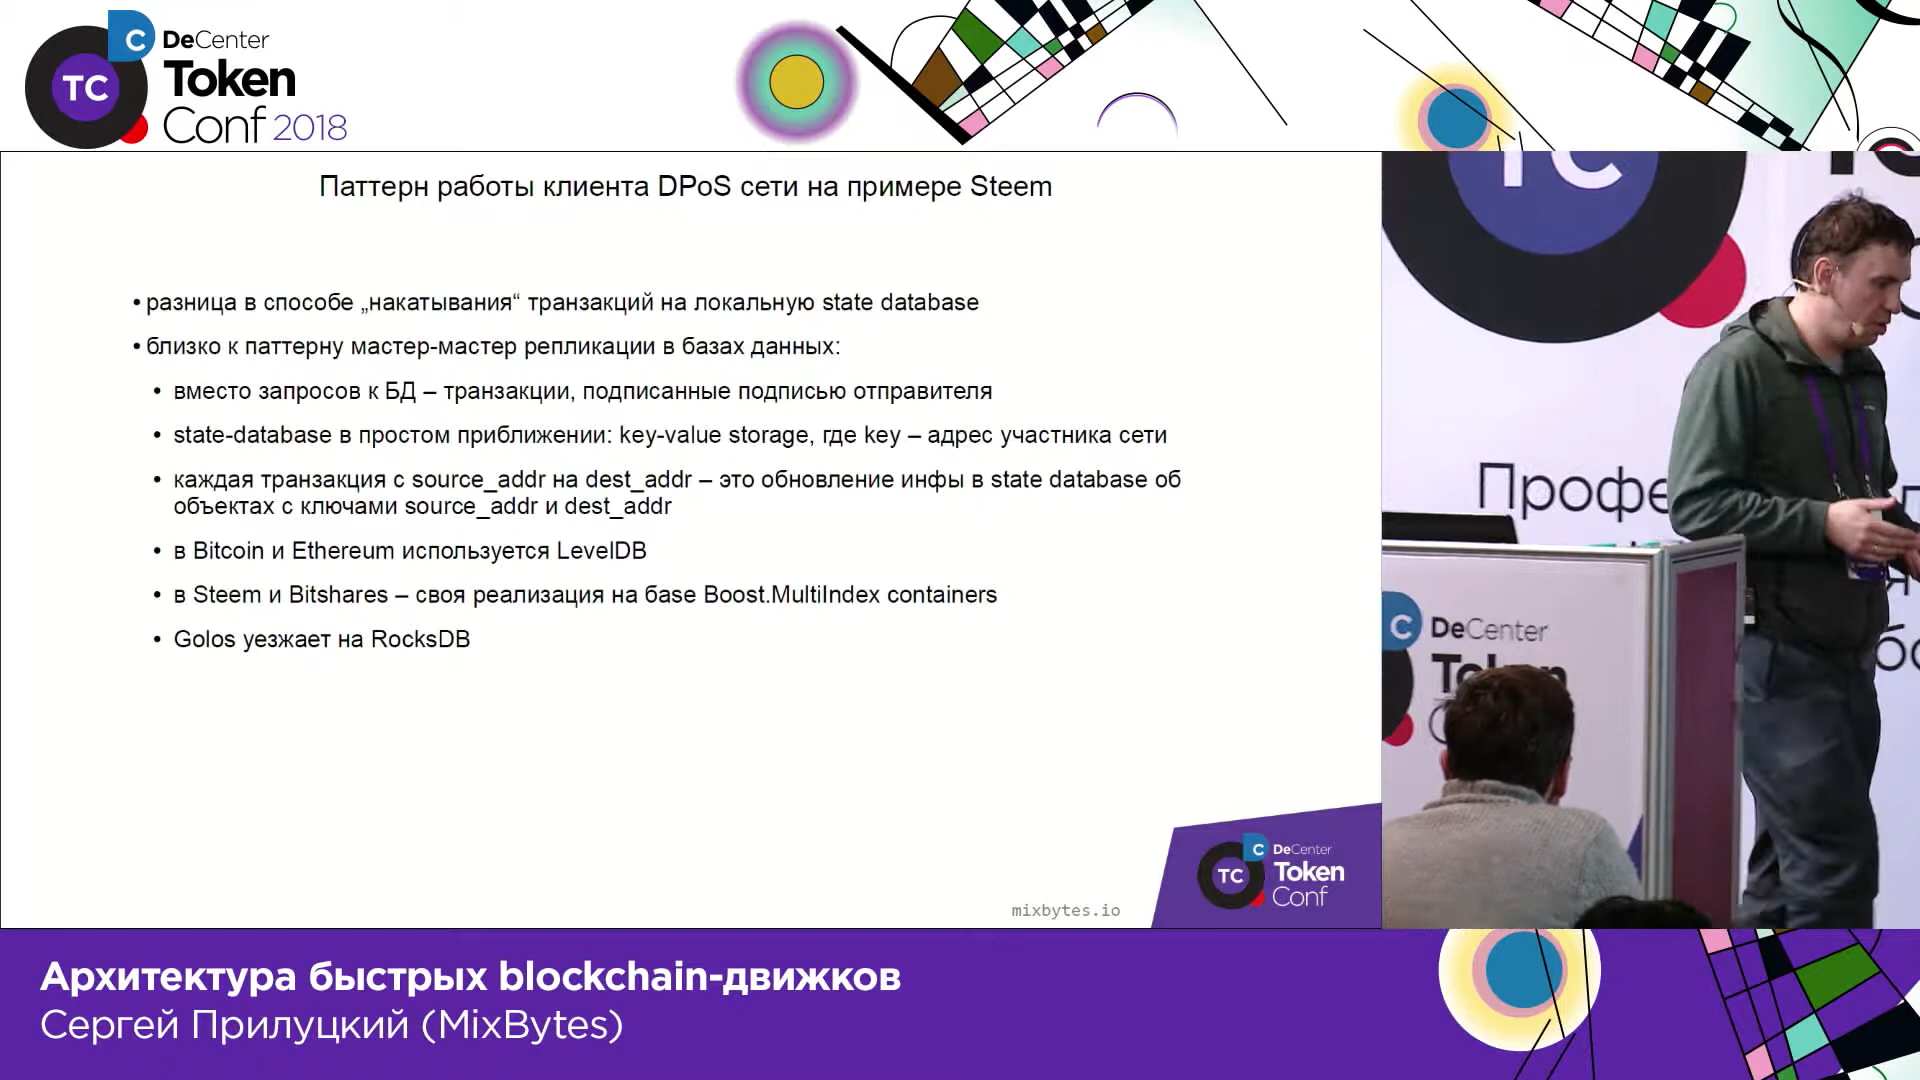 C DeCenter
TC Token
Conf 2018
Паттерн работы клиента DPoS сети на примере Steem
• разница в способе „накатывания“ транзакций на локальную state database
• близко к паттерну мастер-мастер репликации в базах данных:
• вместо запросов к БД – транзакции, подписанные подписью отправителя
• state-database в простом приближении: key-value storage, где key – адрес участника сети
• каждая транзакция с source_addr на dest_addr – это обновление инфы в state database об
объектах с ключами source_addr и dest_addr
• в Bitcoin и Ethereum используется LevelDB
• в Steem и Bitshares – своя реализация на базе Boost.MultiIndex containers
• Golos уезжает на RocksDB
mixbytes.io
C DeCenter
TC Token
Conf
TC
Профе
C DeCenter
Token
Архитектура быстрых blockchain-движков
Сергей Прилуцкий (MixBytes)